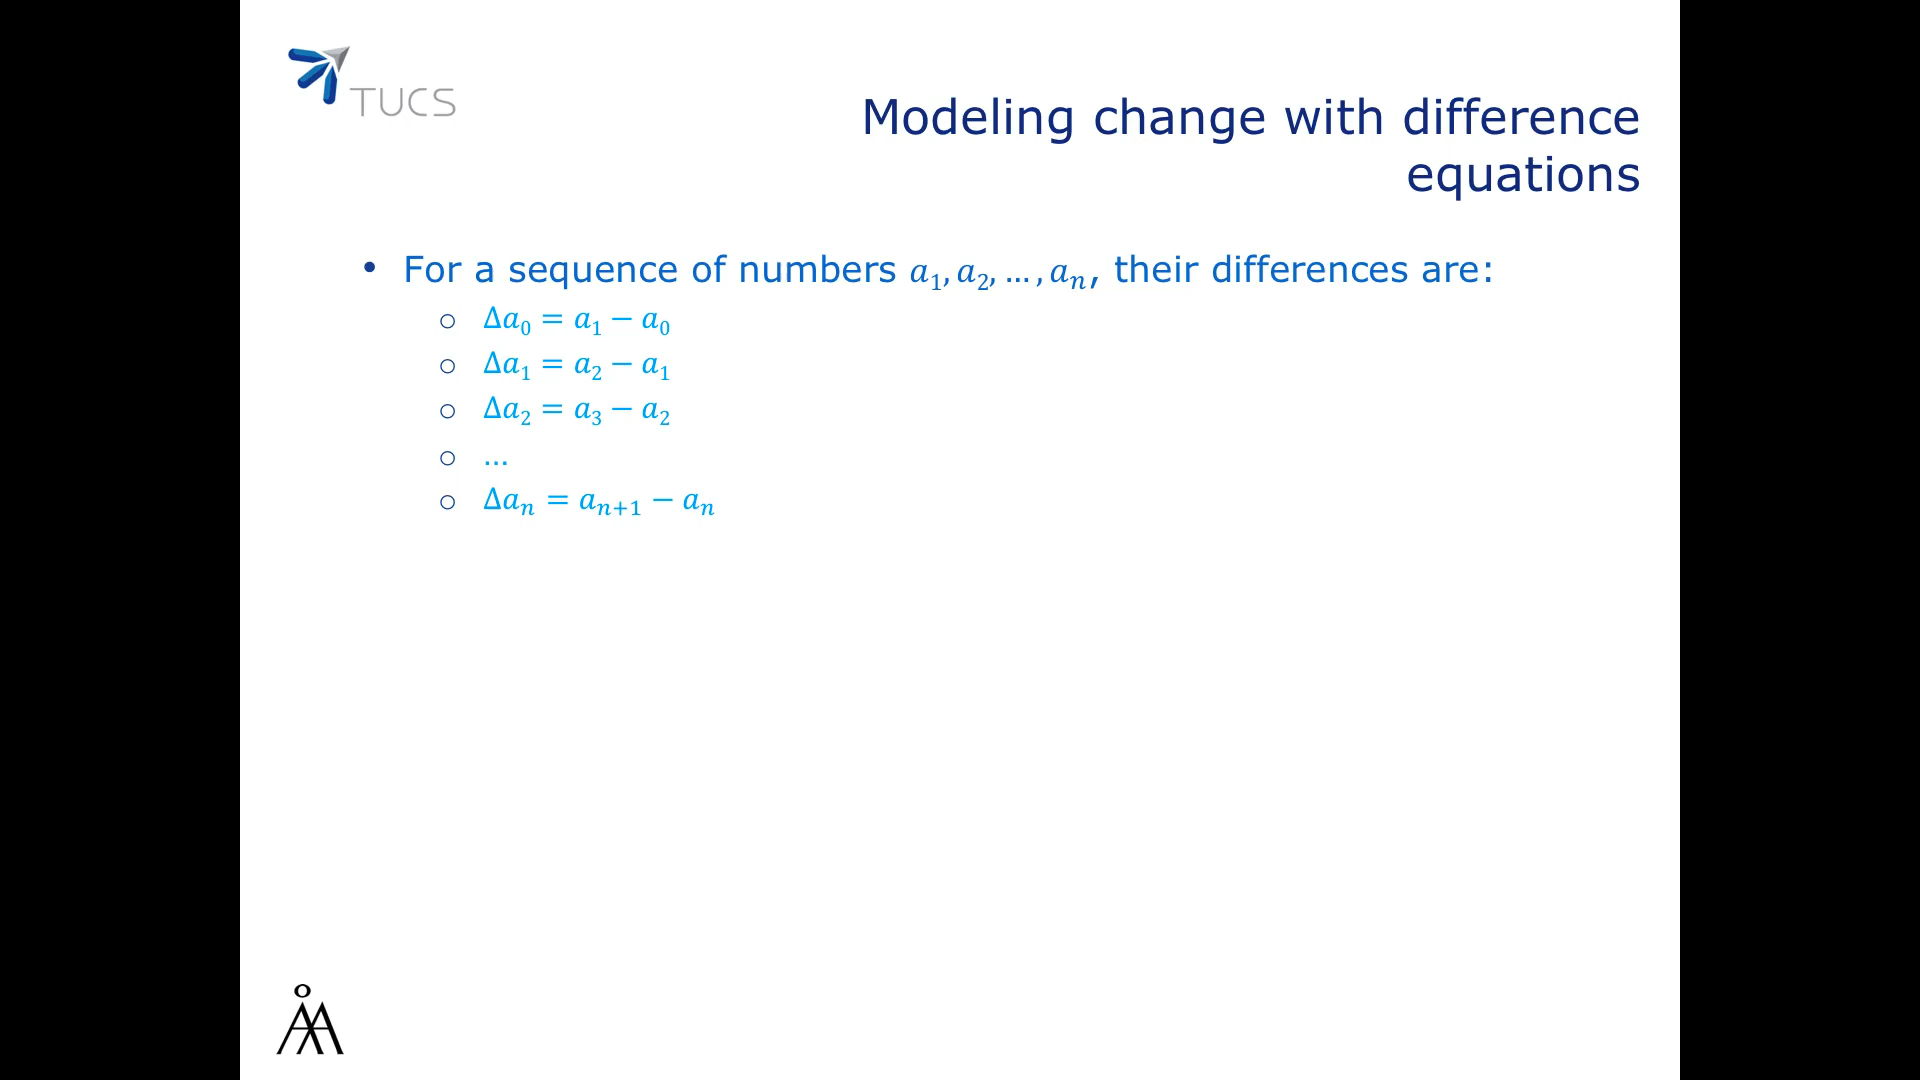 TUCS
Modeling change with difference
equations
• For a sequence of numbers a₁, a₂, … , aₙ, their differences are:
○ Δa₀ = a₁ − a₀
○ Δa₁ = a₂ − a₁
○ Δa₂ = a₃ − a₂
○ …
○ Δaₙ = aₙ₊₁ − aₙ